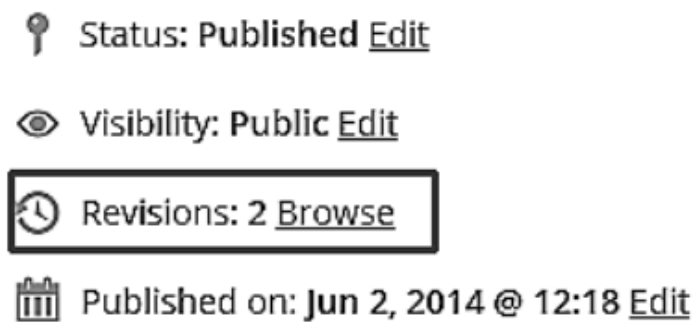 Status: Published Edit
Visibility: Public Edit
Revisions: 2 Browse
Published on: Jun 2, 2014 @ 12:18 Edit